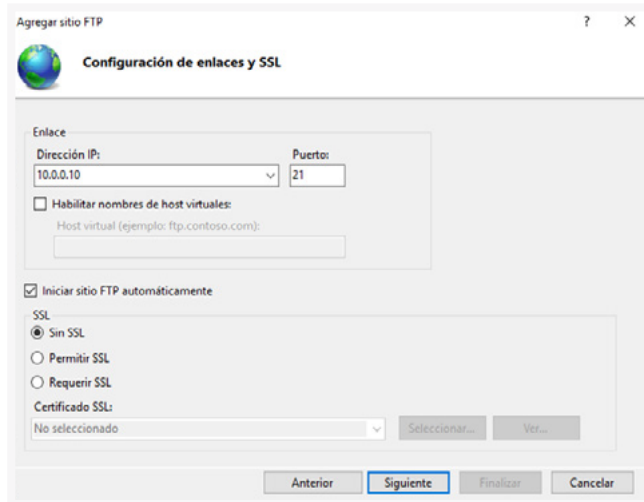 Agregar sitio FTP ? X
Configuración de enlaces y SSL
Enlace
Dirección IP: Puerto:
10.0.0.10 21
Habilitar nombres de host virtuales:
Host virtual (ejemplo: ftp.contoso.com):
Iniciar sitio FTP automáticamente
SSL
Sin SSL
Permitir SSL
Requerir SSL
Certificado SSL:
No seleccionado Seleccionar... Ver...
Anterior Siguiente Finalizar Cancelar